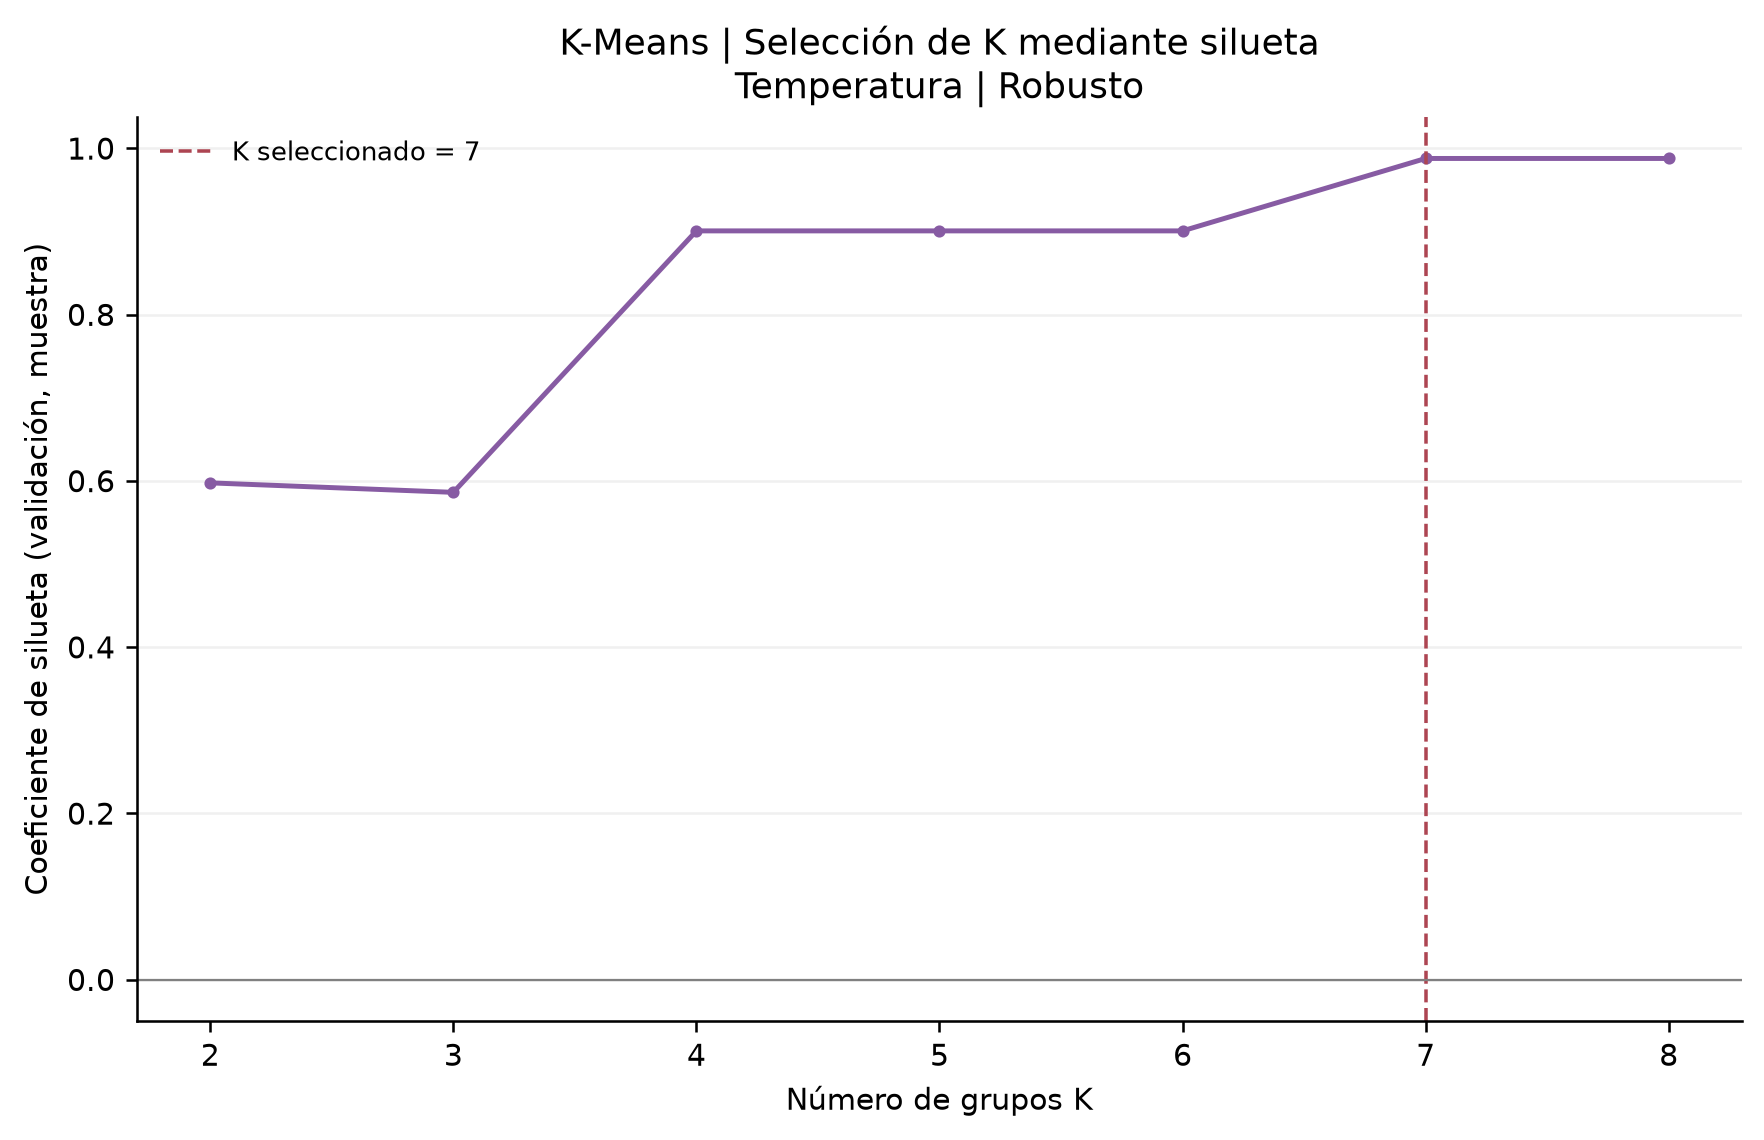 K-Means | Selección de K mediante silueta
Temperatura | Robusto
K seleccionado = 7
Coeficiente de silueta (validación, muestra)
1.0
0.8
0.6
0.4
0.2
0.0
2 3 4 5 6 7 8
Número de grupos K